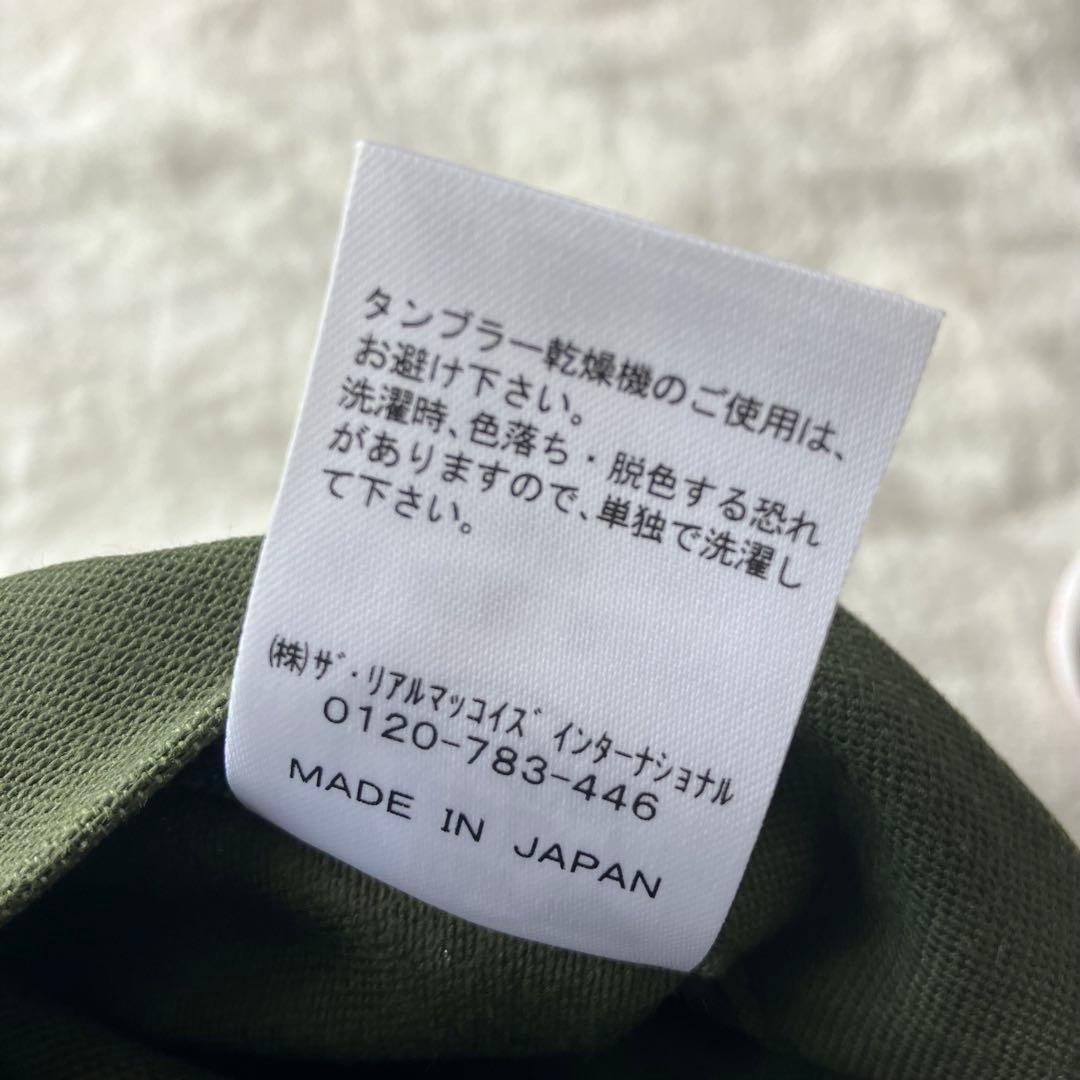 タンブラー乾燥機のご使用は、
お避け下さい。
洗濯時、色落ち・脱色する恐れ
がありますので、単独で洗濯し
て下さい。
(株)ｻﾞ・ﾘｱﾙﾏｯｺｲｽﾞ ｲﾝﾀｰﾅｼｮﾅﾙ
0120-783-446
MADE IN JAPAN